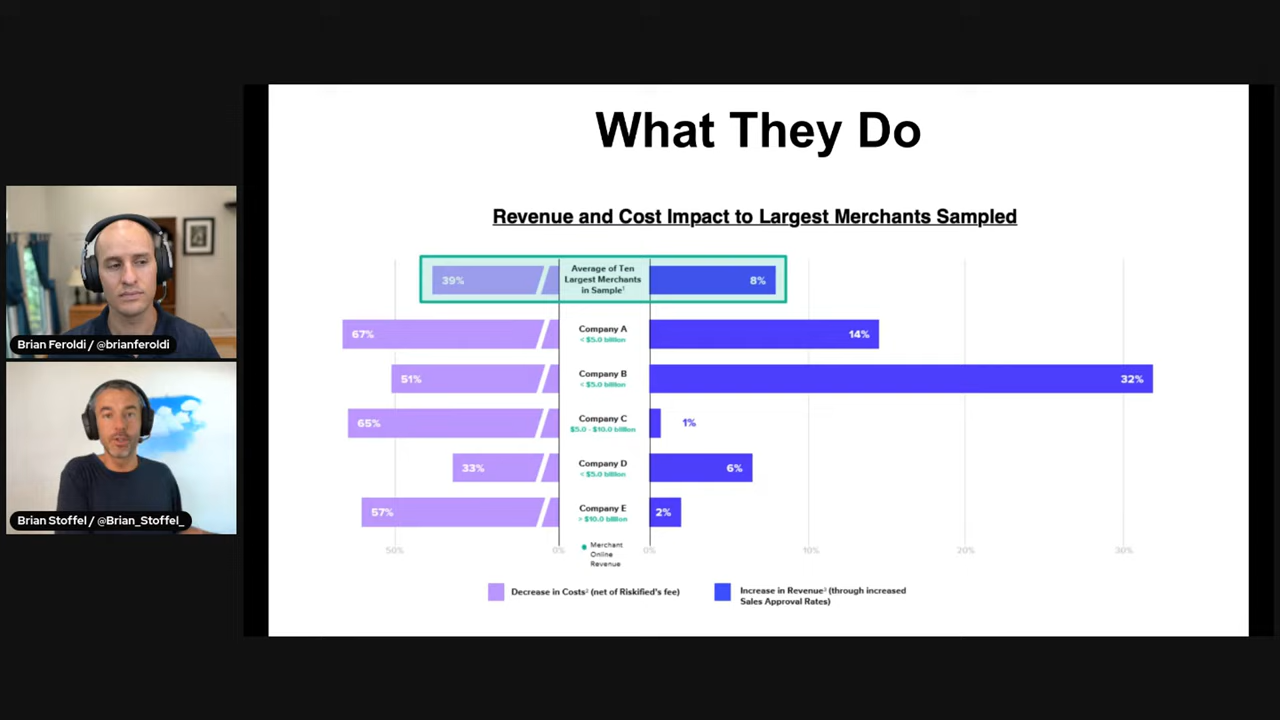 What They Do
Revenue and Cost Impact to Largest Merchants Sampled
39%
Average of Ten
Largest Merchants
in Sample¹
8%
67%
Company A
< $5.0 billion
14%
51%
Company B
< $5.0 billion
32%
65%
Company C
$5.0 - $10.0 billion
1%
33%
Company D
< $5.0 billion
6%
57%
Company E
> $10.0 billion
2%
50%
0%
Merchant
Online
Revenue
0%
10%
20%
30%
Decrease in Costs² (net of Riskified's fee)
Increase in Revenue³ (through increased
Sales Approval Rates)
Brian Feroldi / @brianferoldi
Brian Stoffel / @Brian_Stoffel_